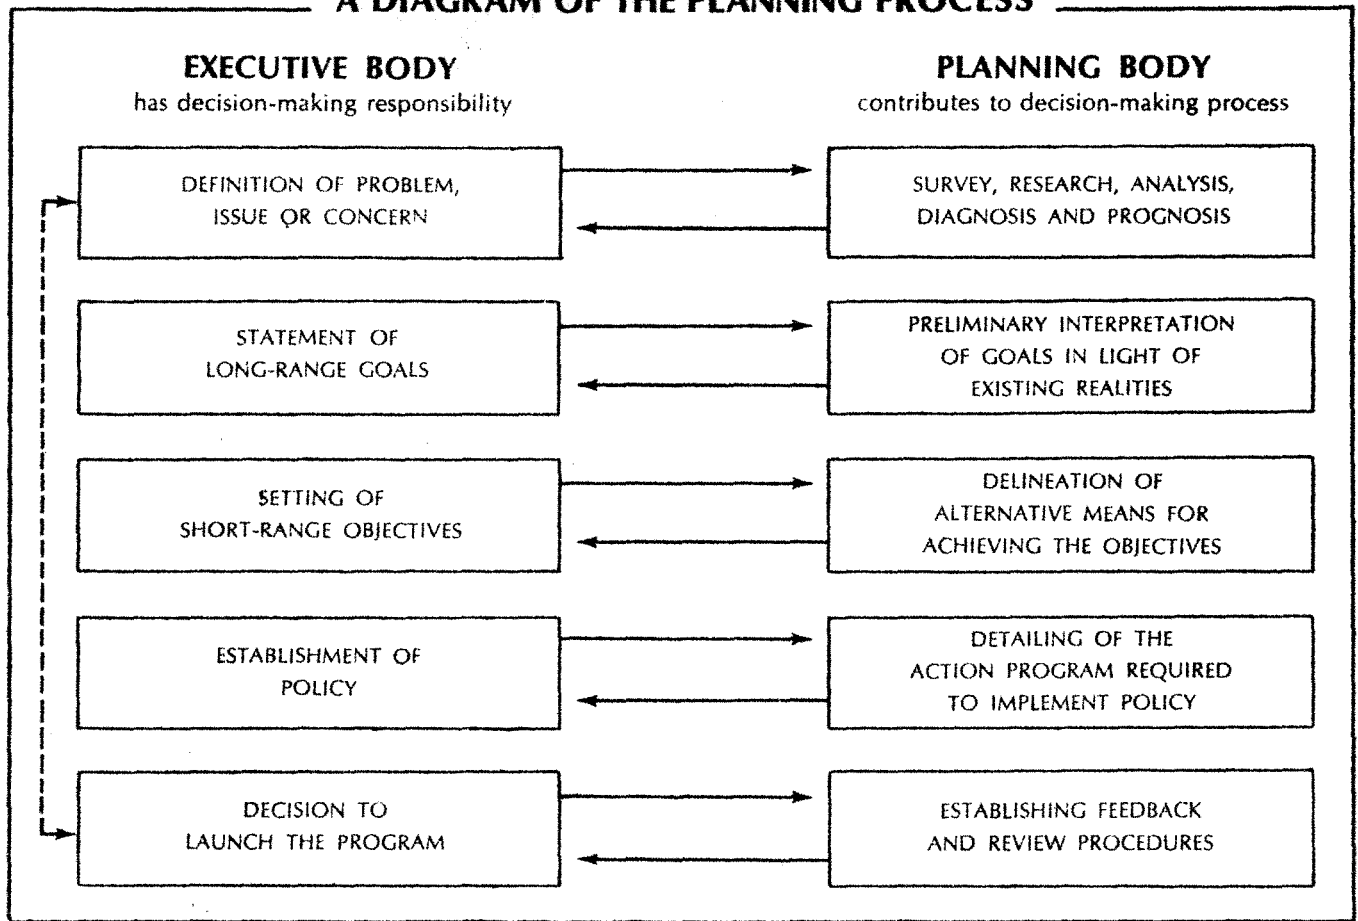 A DIAGRAM OF THE PLANNING PROCESS
EXECUTIVE BODY
has decision-making responsibility
PLANNING BODY
contributes to decision-making process
DEFINITION OF PROBLEM,
ISSUE OR CONCERN
SURVEY, RESEARCH, ANALYSIS,
DIAGNOSIS AND PROGNOSIS
STATEMENT OF
LONG-RANGE GOALS
PRELIMINARY INTERPRETATION
OF GOALS IN LIGHT OF
EXISTING REALITIES
SETTING OF
SHORT-RANGE OBJECTIVES
DELINEATION OF
ALTERNATIVE MEANS FOR
ACHIEVING THE OBJECTIVES
ESTABLISHMENT OF
POLICY
DETAILING OF THE
ACTION PROGRAM REQUIRED
TO IMPLEMENT POLICY
DECISION TO
LAUNCH THE PROGRAM
ESTABLISHING FEEDBACK
AND REVIEW PROCEDURES